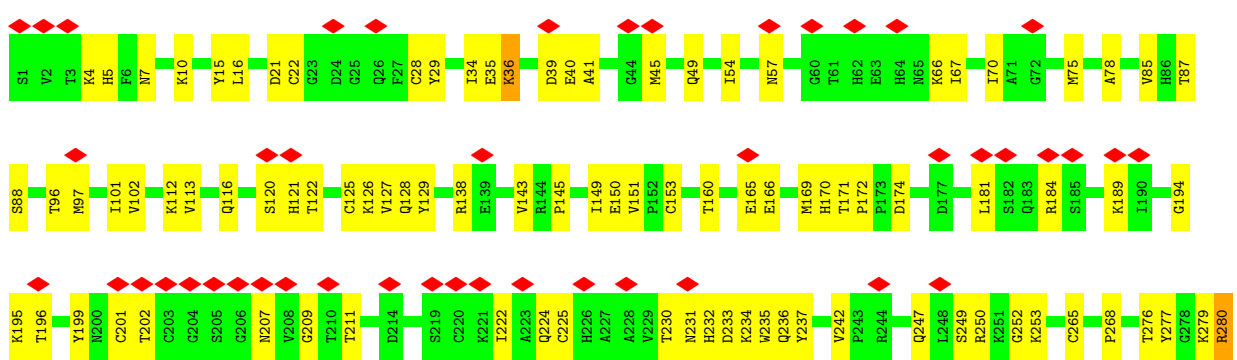 S1 V2 T3 K4 H5 F6 N7 K10 Y15 L16 D21 C22 G23 D24 G25 Q26 F27 C28 Y29 I34 E35 K36 D39 E40 A41 G44 M45 Q49 I54 N57 G60 T61 H62 E63 H64 N65 K66 I67 I70 A71 G72 M75 A78 V85 H86 T87
S88 T96 M97 I101 V102 K112 V113 Q116 S120 H121 T122 C125 K126 V127 Q128 Y129 R138 E139 V143 R144 P145 I149 E150 V151 P152 C153 T160 E165 E166 M169 H170 T171 P172 P173 D174 D177 L181 S182 Q183 R184 S185 K189 I190 G194
K195 T196 Y199 N200 C201 T202 C203 G204 S205 G206 N207 V208 G209 T210 T211 D214 S219 C220 K221 I222 A223 Q224 C225 H226 A227 A228 V229 T230 N231 H232 D233 K234 W235 Q236 Y237 V242 P243 R244 Q247 L248 S249 R250 K251 G252 K253 C265 P268 T276 Y277 G278 K279 R280